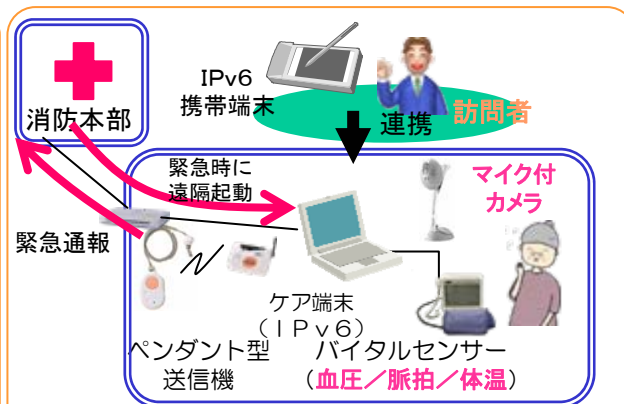 消防本部
IPv6
携帯端末
連携
訪問者
緊急時に
遠隔起動
緊急通報
マイク付
カメラ
ケア端末
（ＩＰｖ６）
ペンダント型
送信機
バイタルセンサー
（血圧／脈拍／体温）